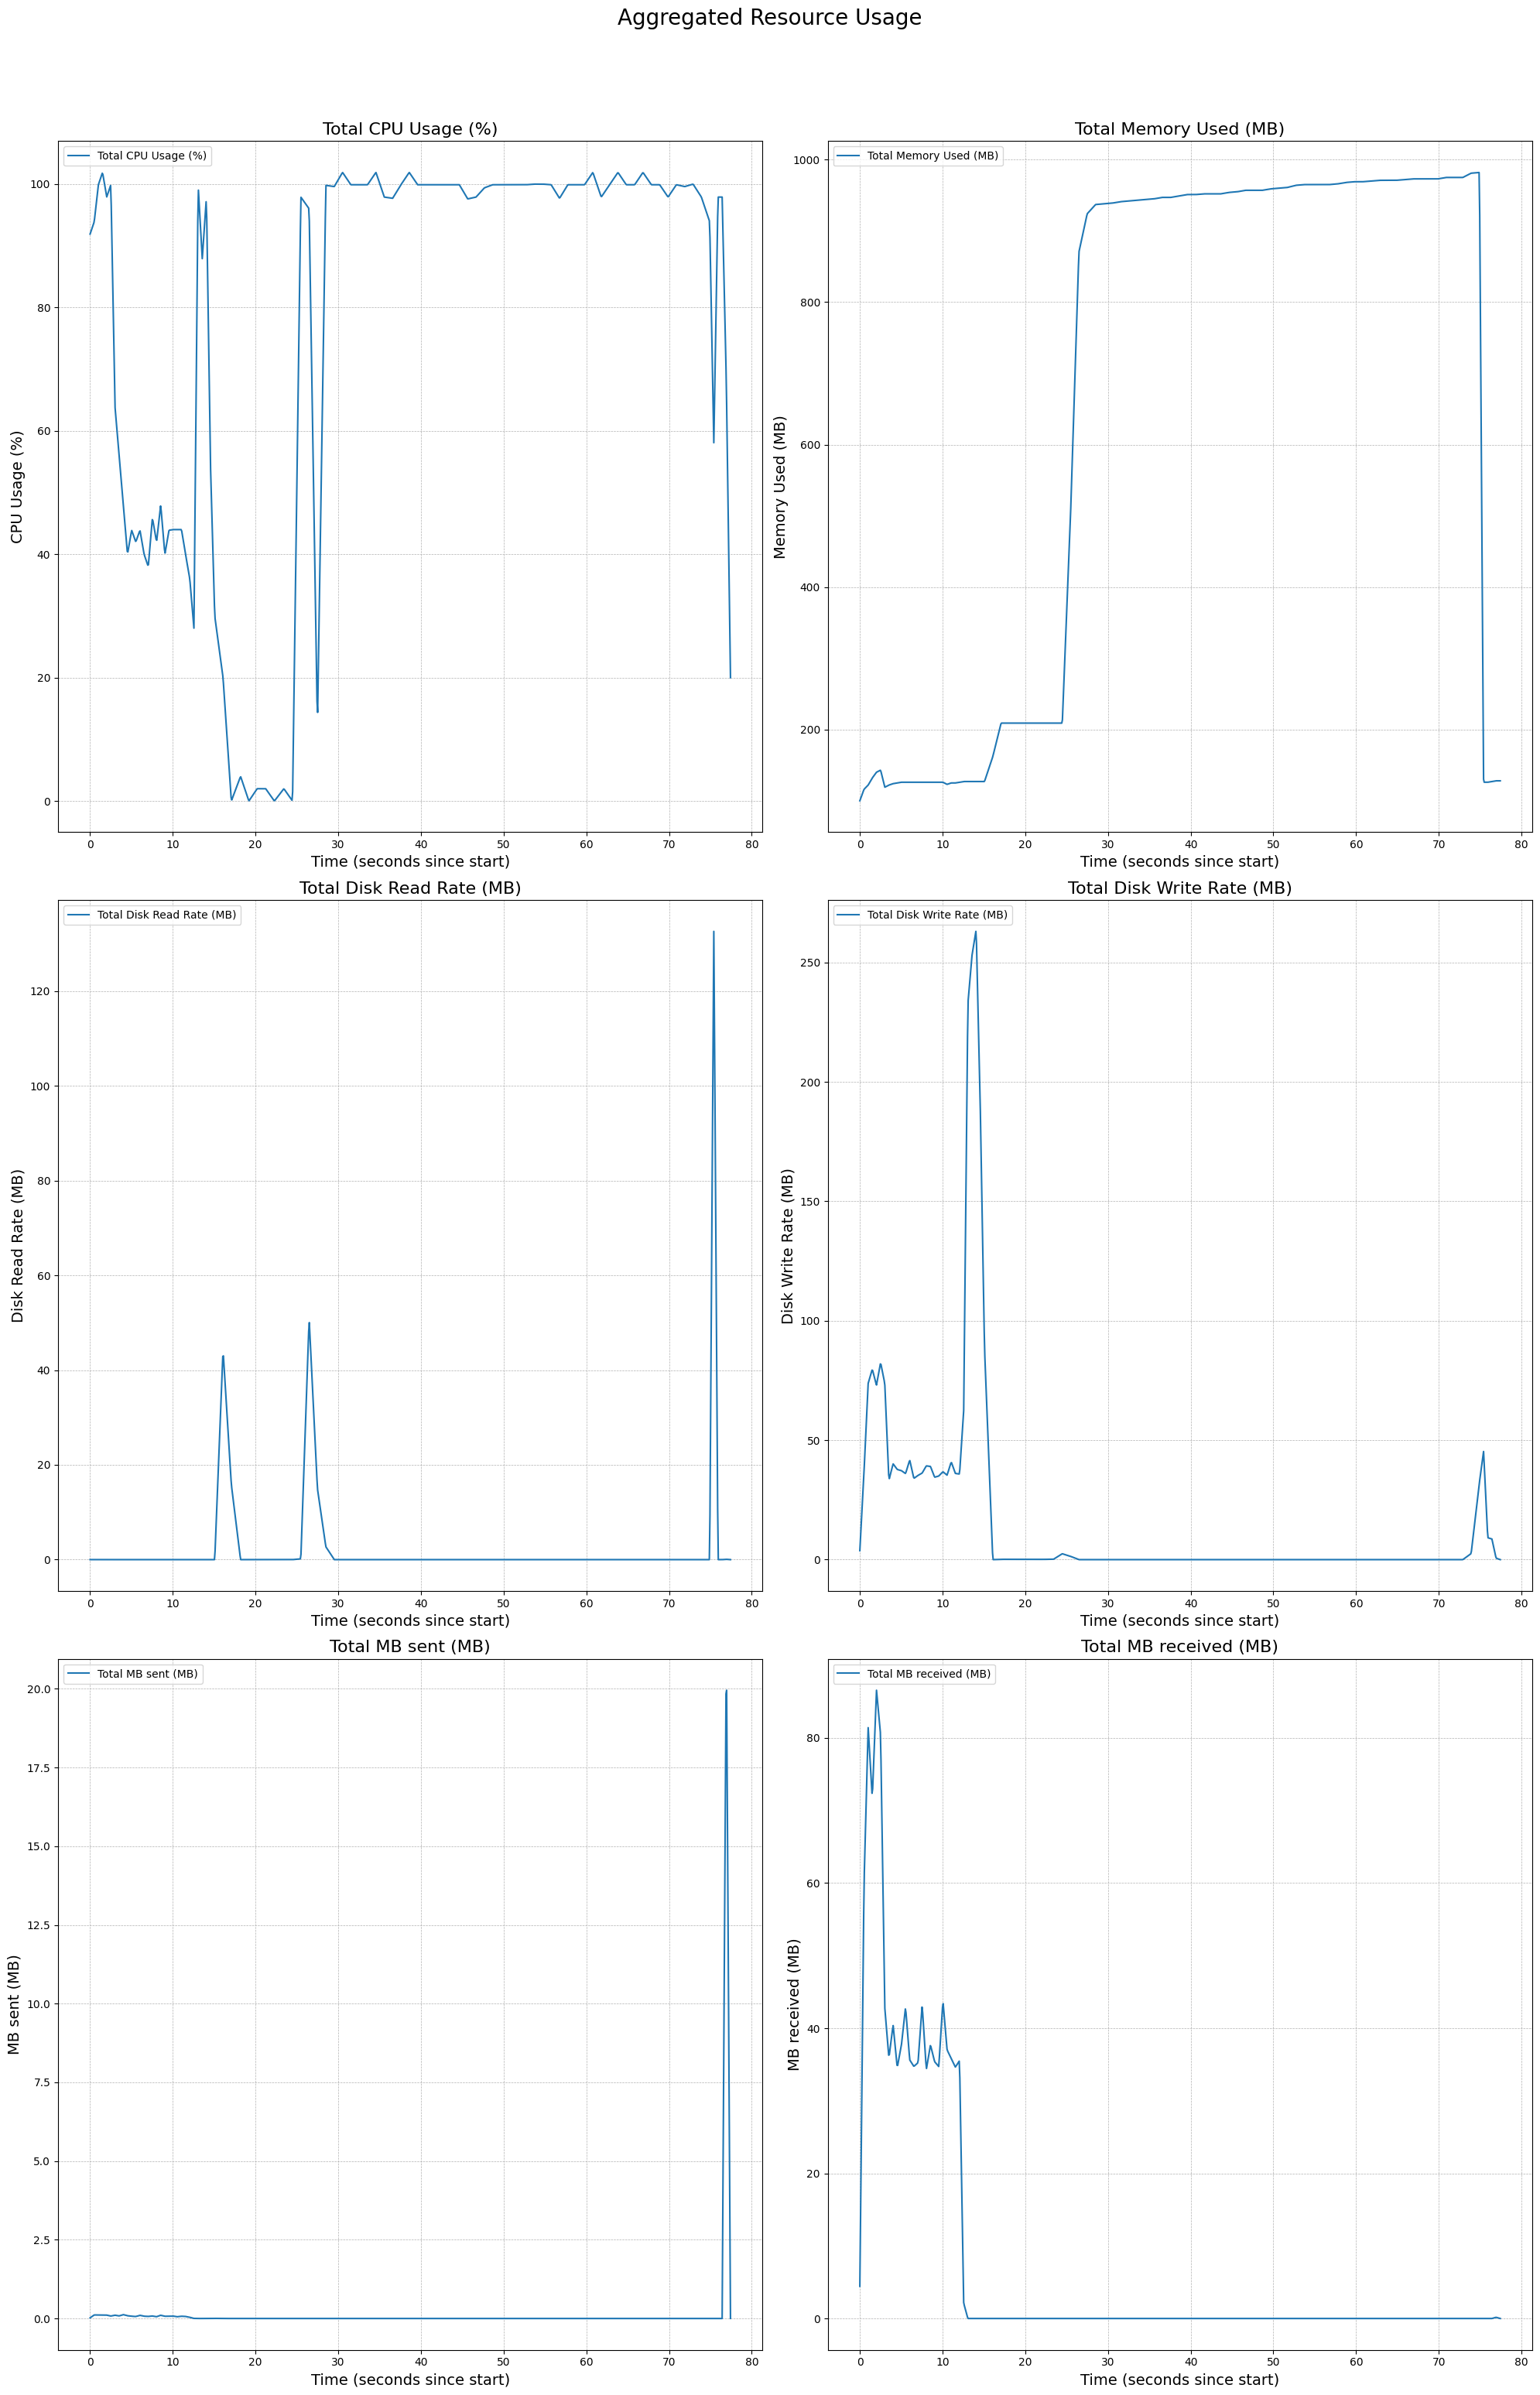 Aggregated Resource Usage
Total CPU Usage (%)
Total CPU Usage (%)
CPU Usage (%)
100
80
60
40
20
0
0 10 20 30 40 50 60 70 80
Time (seconds since start)
Total Memory Used (MB)
Total Memory Used (MB)
Memory Used (MB)
1000
800
600
400
200
0 10 20 30 40 50 60 70 80
Time (seconds since start)
Total Disk Read Rate (MB)
Total Disk Read Rate (MB)
Disk Read Rate (MB)
120
100
80
60
40
20
0
0 10 20 30 40 50 60 70 80
Time (seconds since start)
Total Disk Write Rate (MB)
Total Disk Write Rate (MB)
Disk Write Rate (MB)
250
200
150
100
50
0
0 10 20 30 40 50 60 70 80
Time (seconds since start)
Total MB sent (MB)
Total MB sent (MB)
MB sent (MB)
20.0
17.5
15.0
12.5
10.0
7.5
5.0
2.5
0.0
0 10 20 30 40 50 60 70 80
Time (seconds since start)
Total MB received (MB)
Total MB received (MB)
MB received (MB)
80
60
40
20
0
0 10 20 30 40 50 60 70 80
Time (seconds since start)